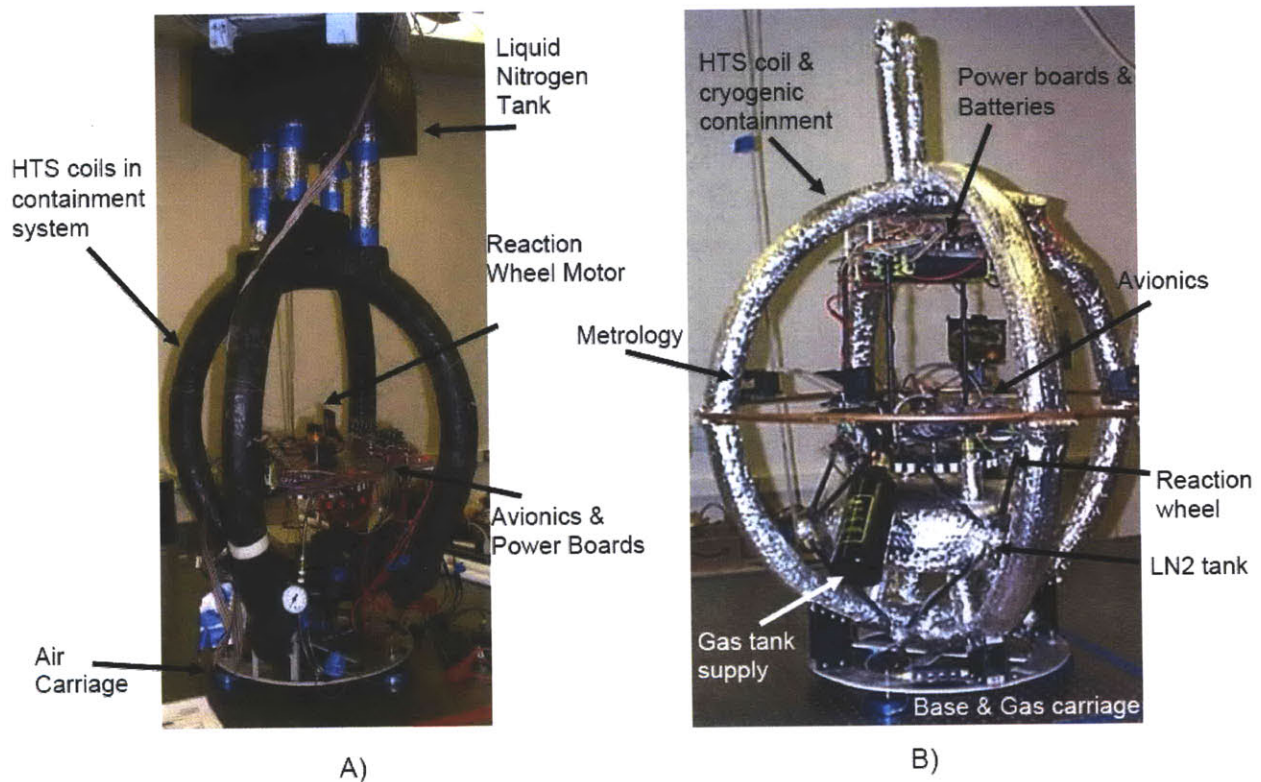 Liquid
Nitrogen
Tank
HTS coils in
containment
system
Reaction
Wheel Motor
Avionics &
Power Boards
Air
Carriage
A)
HTS coil &
cryogenic
containment
Power boards &
Batteries
Avionics
Metrology
Reaction
wheel
LN2 tank
Gas tank
supply
Base & Gas carriage
B)